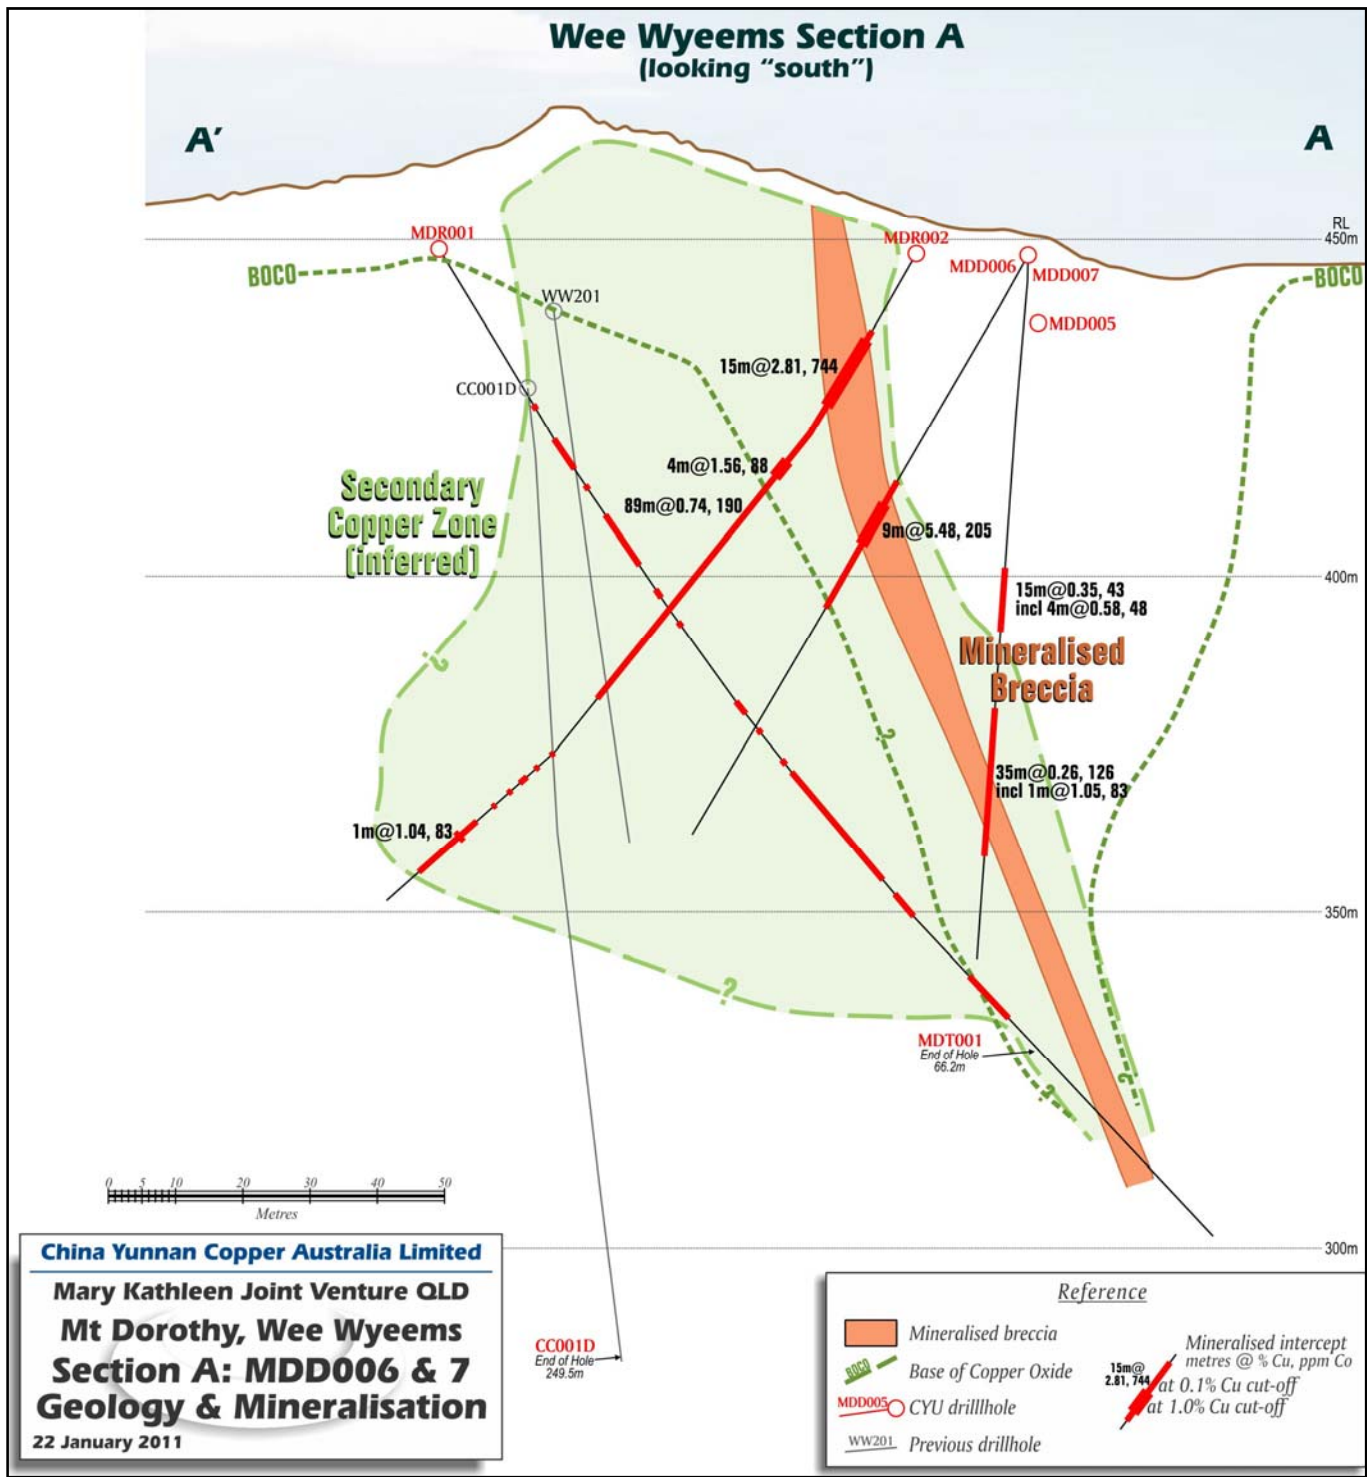 Wee Wyeems Section A
(looking “south”)
A’
A
RL
450m
MDR001
MDR002
MDD006
MDD007
BOCO
BOCO
WW201
MDD005
15m@2.81, 744
CC001D
4m@1.56, 88
Secondary
Copper Zone
(inferred)
89m@0.74, 190
9m@5.48, 205
400m
15m@0.35, 43
incl 4m@0.58, 48
?
Mineralised
Breccia
?
35m@0.26, 126
incl 1m@1.05, 83
1m@1.04, 83
350m
?
MDT001
End of Hole
66.2m
?
?
0 5 10 20 30 40 50
Metres
300m
China Yunnan Copper Australia Limited
Mary Kathleen Joint Venture QLD
Mt Dorothy, Wee Wyeems
Section A: MDD006 & 7
Geology & Mineralisation
22 January 2011
CC001D
End of Hole
249.5m
Reference
Mineralised breccia
BOCO Base of Copper Oxide
MDD005 CYU drilllhole
WW201 Previous drillhole
Mineralised intercept
metres @ % Cu, ppm Co
15m@
2.81, 744
at 0.1% Cu cut-off
at 1.0% Cu cut-off